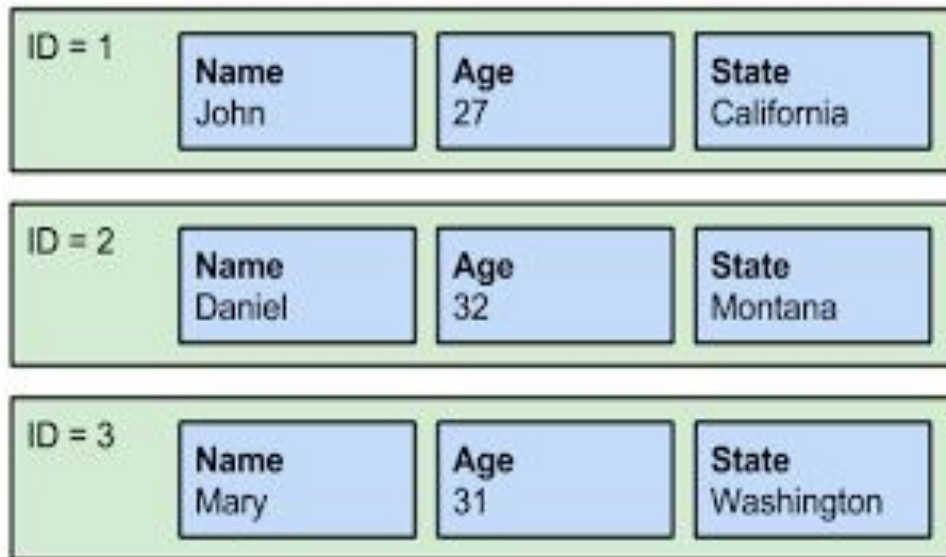 ID = 1
Name Age State
John 27 California
ID = 2
Name Age State
Daniel 32 Montana
ID = 3
Name Age State
Mary 31 Washington